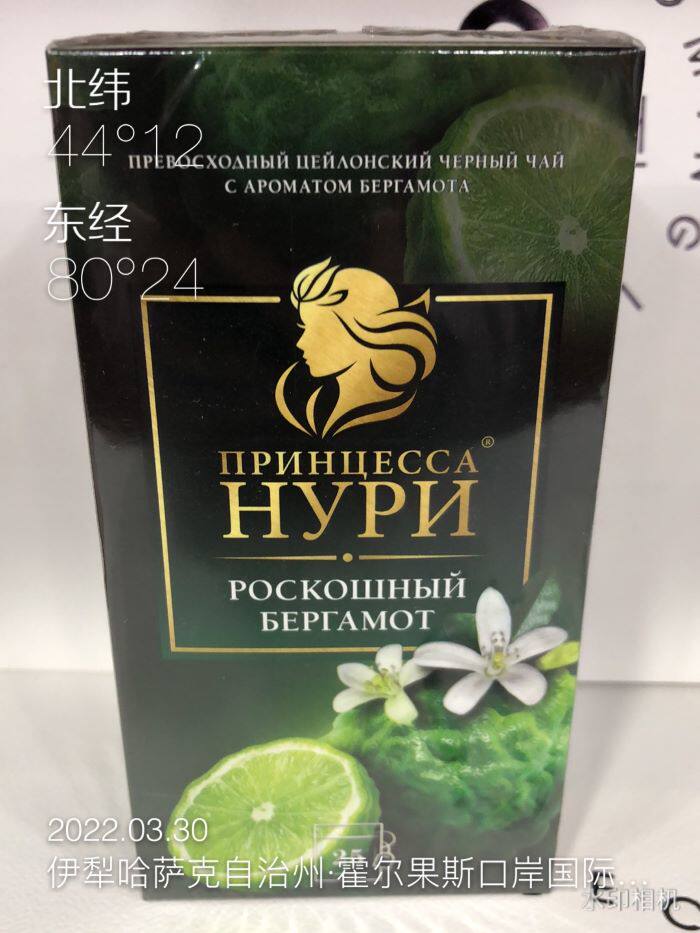 北纬
44°12
ПРЕВОСХОДНЫЙ ЦЕЙЛОНСКИЙ ЧЕРНЫЙ ЧАЙ
С АРОМАТОМ БЕРГАМОТА
东经
80°24
ПРИНЦЕССА®
НУРИ
РОСКОШНЫЙ
БЕРГАМОТ
2022.03.30
25
伊犁哈萨克自治州·霍尔果斯口岸国际...
水印相机